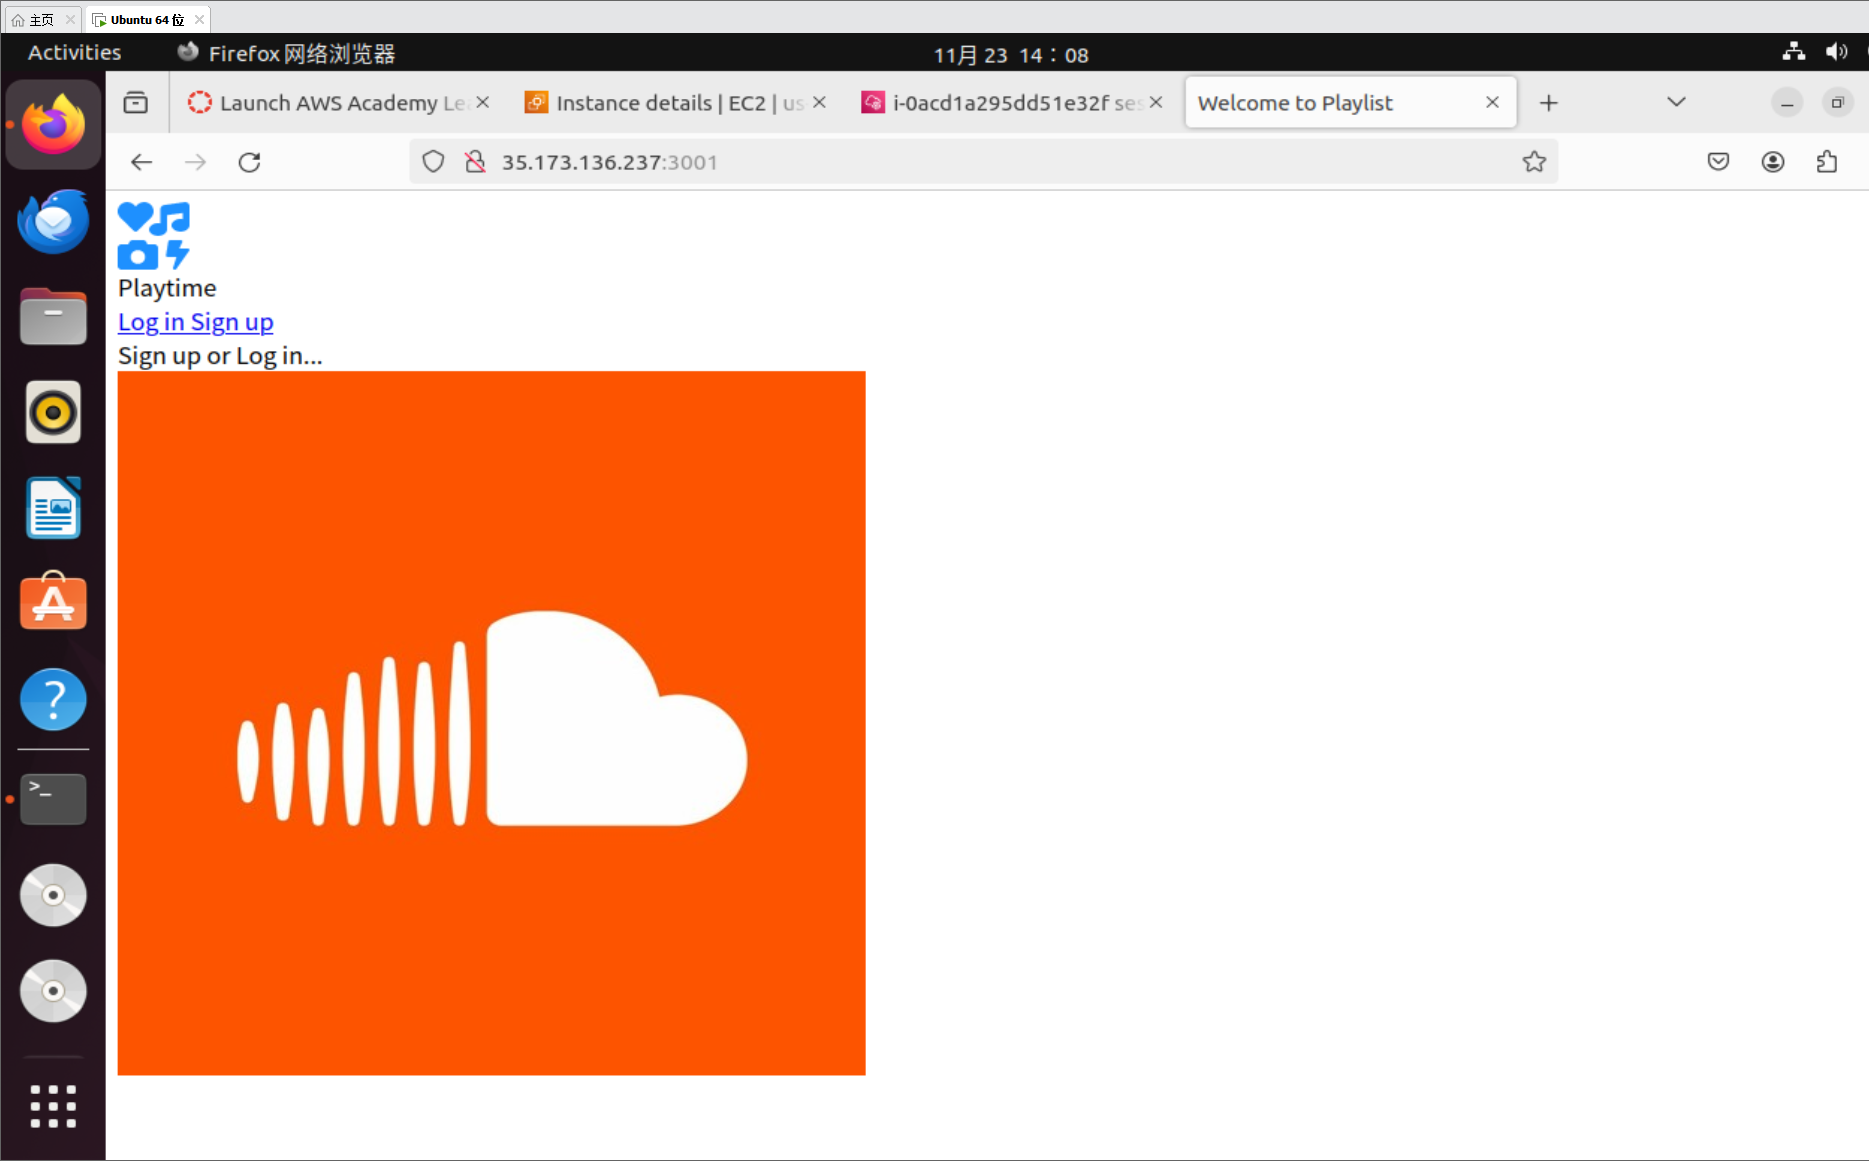 主页
Ubuntu 64 位
Activities
Firefox 网络浏览器
11月 23 14：08
Launch AWS Academy Le
Instance details | EC2 | us
i-0acd1a295dd51e32f ses
Welcome to Playlist
35.173.136.237:3001
Playtime
Log in Sign up
Sign up or Log in...